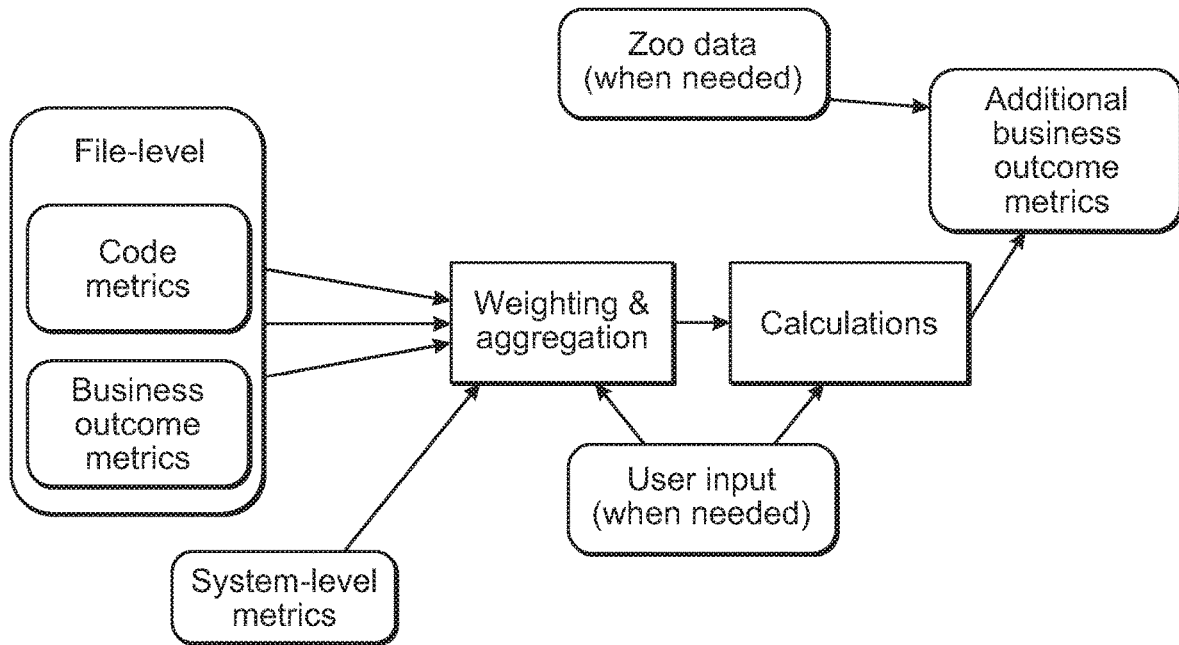 Zoo data
(when needed)
Additional
business
outcome
metrics
File-level
Code
metrics
Weighting &
aggregation
Calculations
Business
outcome
metrics
User input
(when needed)
System-level
metrics